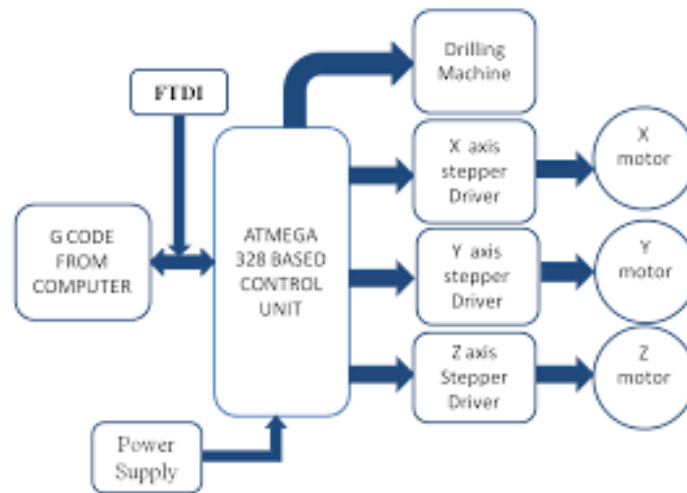 Drilling
Machine
FTDI
X axis
stepper
Driver
X
motor
G CODE
FROM
COMPUTER
ATMEGA
328 BASED
CONTROL
UNIT
Y axis
stepper
Driver
Y
motor
Z axis
Stepper
Driver
Z
motor
Power
Supply